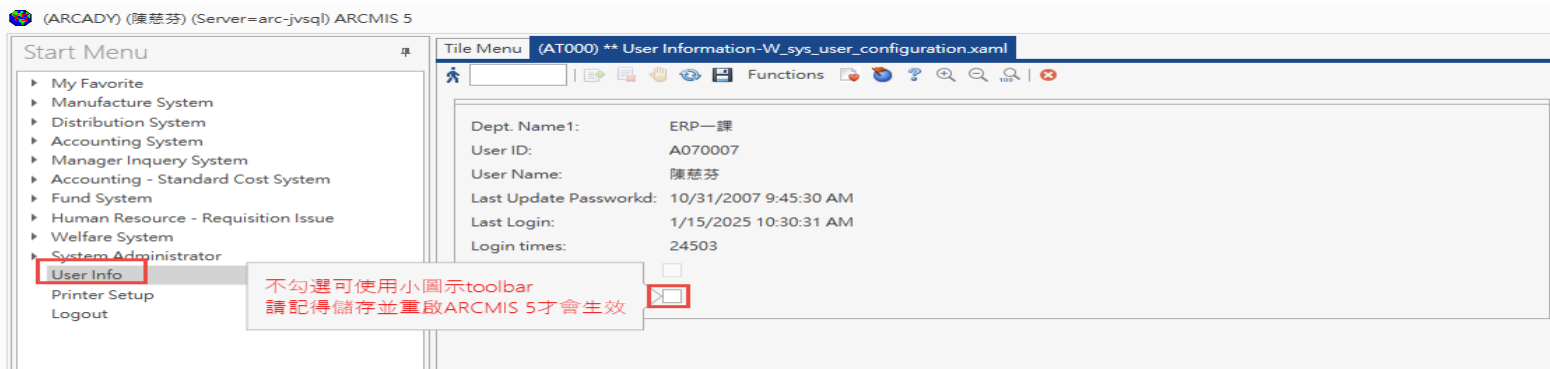 (ARCADY) (陳慈芬) (Server=arc-jvsql) ARCMIS 5
Start Menu
My Favorite
Manufacture System
Distribution System
Accounting System
Manager Inquery System
Accounting - Standard Cost System
Fund System
Human Resource - Requisition Issue
Welfare System
System Administrator
User Info
Printer Setup
Logout
Tile Menu
(AT000) ** User Information-W_sys_user_configuration.xaml
Functions
100
Dept. Name1: ERP一課
User ID: A070007
User Name: 陳慈芬
Last Update Passworkd: 10/31/2007 9:45:30 AM
Last Login: 1/15/2025 10:30:31 AM
Login times: 24503
不勾選可使用小圖示toolbar
請記得儲存並重啟ARCMIS 5才會生效